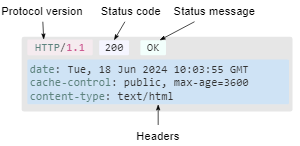 Protocol version Status code Status message
HTTP/1.1 200 OK
date: Tue, 18 Jun 2024 10:03:55 GMT
cache-control: public, max-age=3600
content-type: text/html
Headers